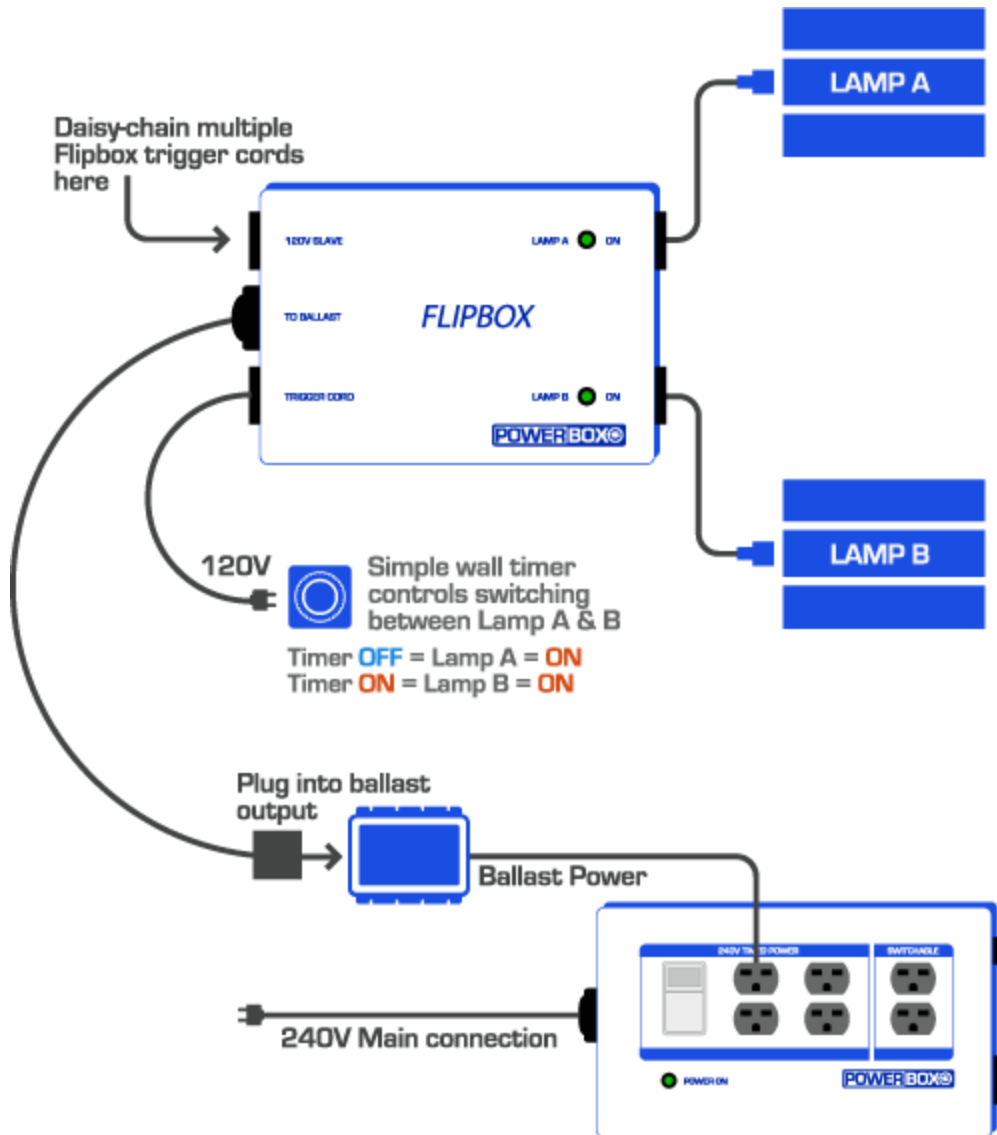 LAMP A
Daisy-chain multiple
Flipbox trigger cords
here
120V SLAVE
LAMP A ON
TO BALLAST
FLIPBOX
TRIGGER CORD
LAMP B ON
POWERBOX
120V
Simple wall timer
controls switching
between Lamp A & B
Timer OFF = Lamp A = ON
Timer ON = Lamp B = ON
LAMP B
Plug into ballast
output
Ballast Power
240V TIMED POWER
SWITCHABLE
240V Main connection
POWER ON
POWERBOX